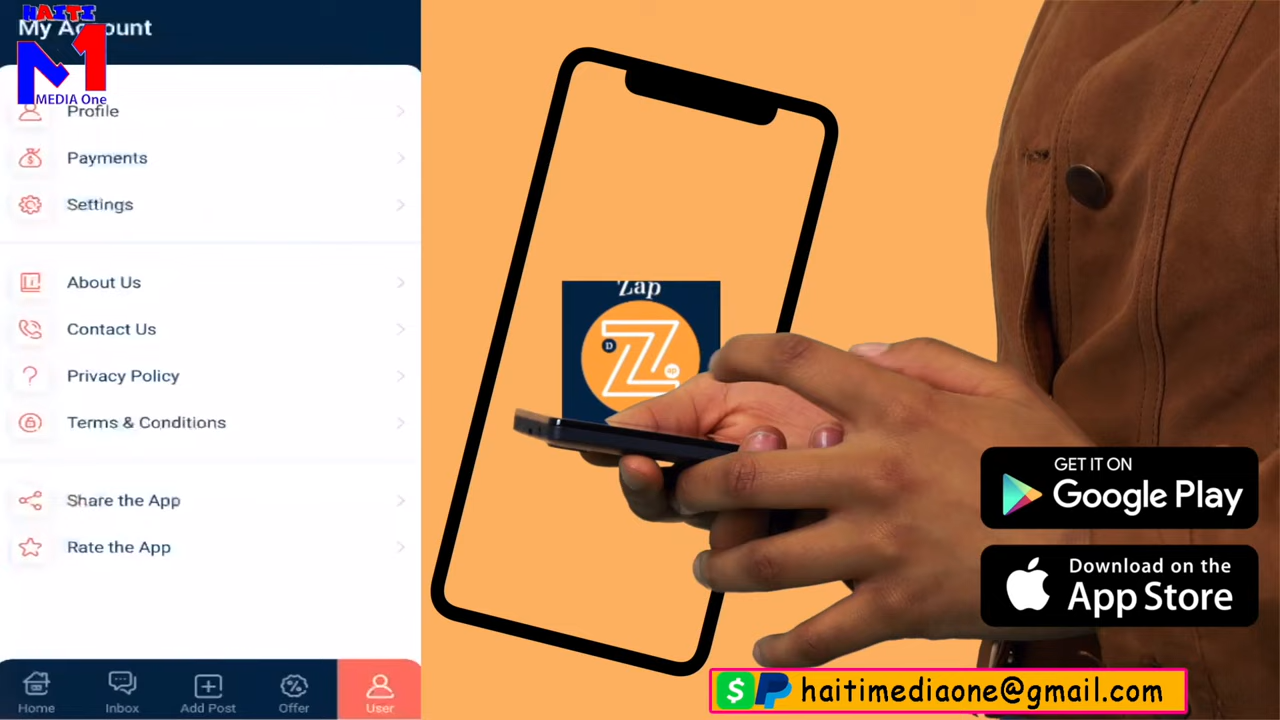 HAITI
My Account
M1
MEDIA One
Profile
Payments
Settings
About Us
Contact Us
Privacy Policy
Terms & Conditions
Share the App
Rate the App
Home
Inbox
Add Post
Offer
User
Zap
D
Z
ap
GET IT ON
Google Play
Download on the
App Store
$ P haitimediaone@gmail.com